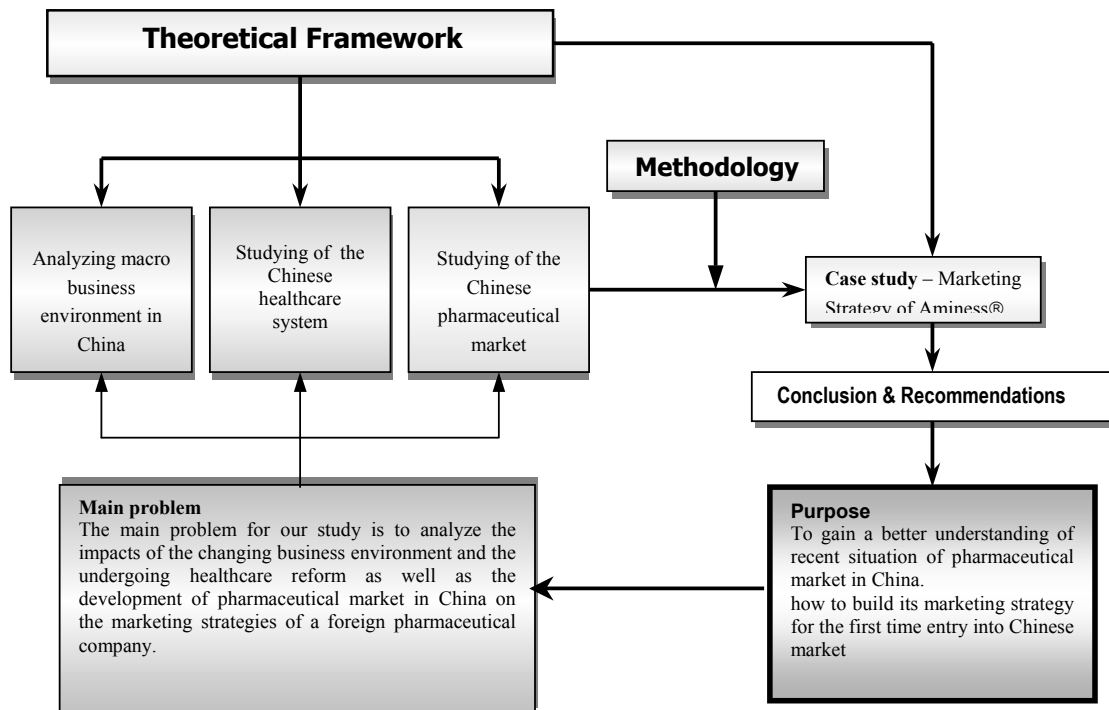 Theoretical Framework
Methodology
Analyzing macro
business
environment in
China
Studying of the
Chinese
healthcare
system
Studying of the
Chinese
pharmaceutical
market
Case study – Marketing
Strategy of Aminess®
Conclusion & Recommendations
Main problem
The main problem for our study is to analyze the
impacts of the changing business environment and the
undergoing healthcare reform as well as the
development of pharmaceutical market in China on
the marketing strategies of a foreign pharmaceutical
company.
Purpose
To gain a better understanding of
recent situation of pharmaceutical
market in China.
how to build its marketing strategy
for the first time entry into Chinese
market